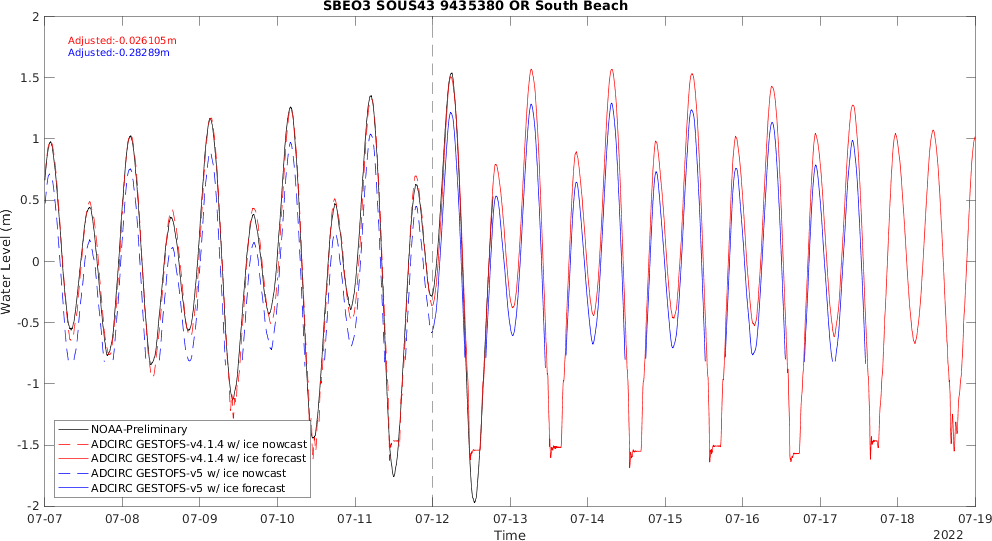 SBEO3 SOUS43 9435380 OR South Beach
Adjusted:-0.026105m
Adjusted:-0.28289m
2
1.5
1
0.5
0
-0.5
-1
-1.5
-2
Water Level (m)
NOAA-Preliminary
ADCIRC GESTOFS-v4.1.4 w/ ice nowcast
ADCIRC GESTOFS-v4.1.4 w/ ice forecast
ADCIRC GESTOFS-v5 w/ ice nowcast
ADCIRC GESTOFS-v5 w/ ice forecast
07-07 07-08 07-09 07-10 07-11 07-12 07-13 07-14 07-15 07-16 07-17 07-18 07-19
Time
2022